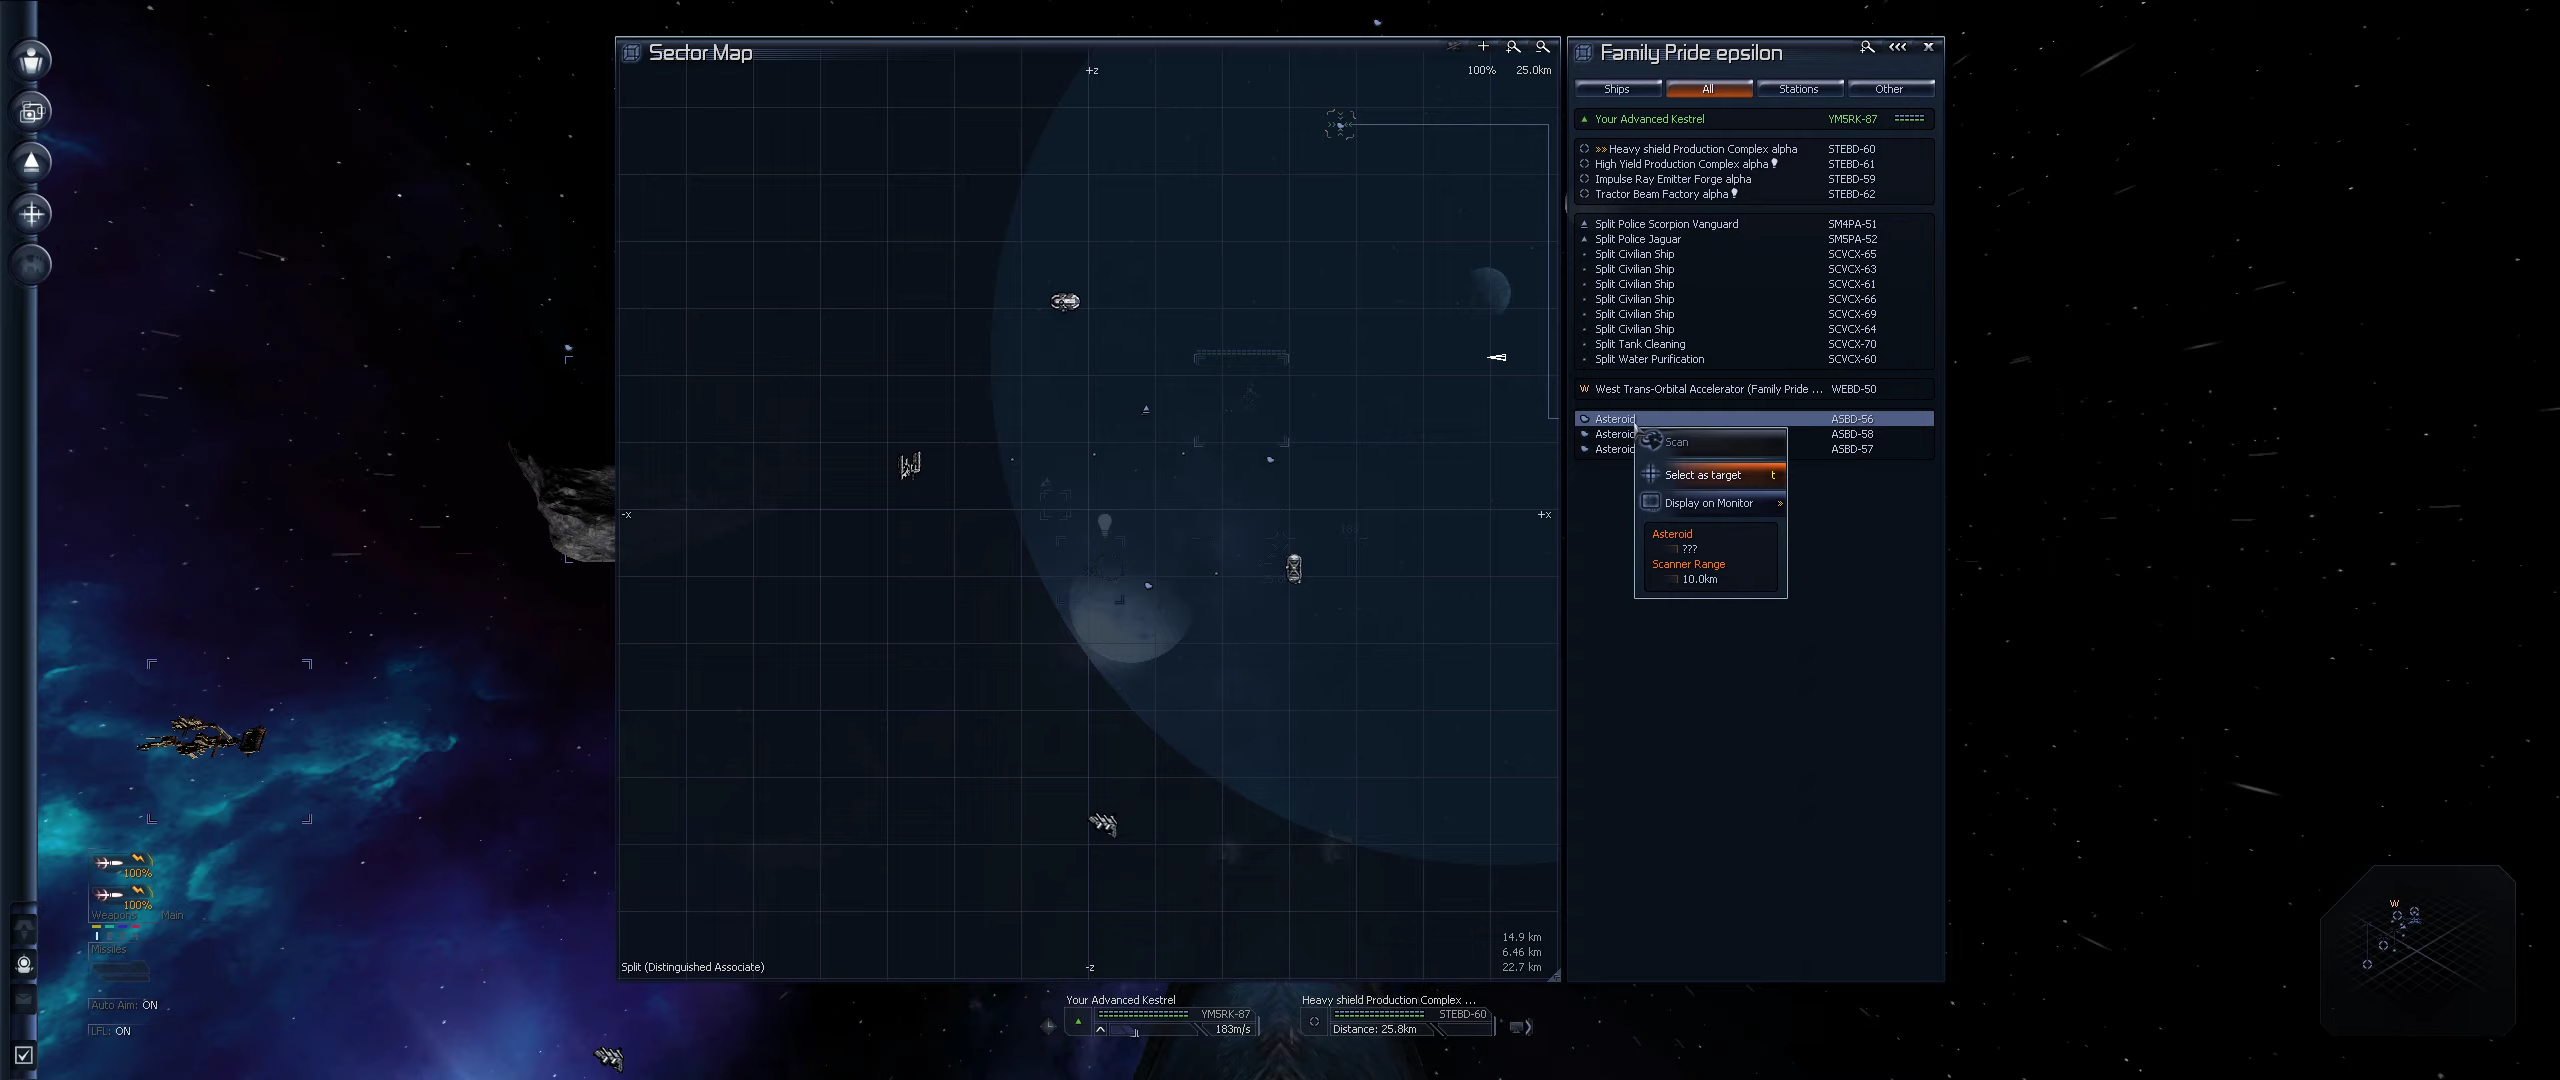 Sector Map
100%
25.0km
+z
-x
+x
-z
14.9 km
6.46 km
22.7 km
Split (Distinguished Associate)
Family Pride epsilon
Ships
All
Stations
Other
Your Advanced Kestrel YM5RK-87
»Heavy shield Production Complex alpha STEBD-60
High Yield Production Complex alpha STEBD-61
Impulse Ray Emitter Forge alpha STEBD-59
Tractor Beam Factory alpha STEBD-62
Split Police Scorpion Vanguard SM4PA-51
Split Police Jaguar SM5PA-52
Split Civilian Ship SCVCX-65
Split Civilian Ship SCVCX-63
Split Civilian Ship SCVCX-61
Split Civilian Ship SCVCX-66
Split Civilian Ship SCVCX-69
Split Civilian Ship SCVCX-64
Split Tank Cleaning SCVCX-70
Split Water Purification SCVCX-60
W West Trans-Orbital Accelerator (Family Pride ... WEBD-50
Asteroid ASBD-56
Asteroid ASBD-58
Asteroid ASBD-57
Scan
Select as target t
Display on Monitor »
Asteroid
???
Scanner Range
10.0km
100%
100%
Weapons Main
Missiles
Auto Aim: ON
LFL: ON
Your Advanced Kestrel
YM5RK-87
183m/s
Heavy shield Production Complex ...
STEBD-60
Distance: 25.8km
W